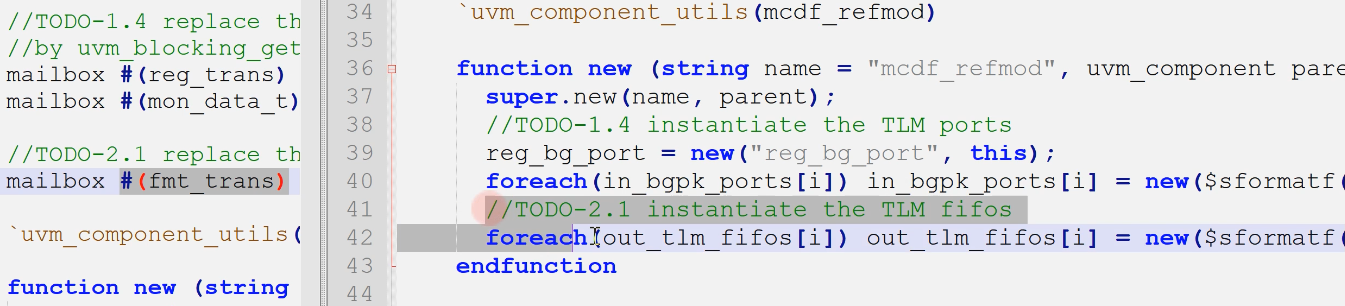 //TODO-1.4 replace th
//by uvm_blocking_get
mailbox #(reg_trans)
mailbox #(mon_data_t)
//TODO-2.1 replace th
mailbox #(fmt_trans)
`uvm_component_utils(
function new (string
34 `uvm_component_utils(mcdf_refmod)
35
36 function new (string name = "mcdf_refmod", uvm_component pare
37 super.new(name, parent);
38 //TODO-1.4 instantiate the TLM ports
39 reg_bg_port = new("reg_bg_port", this);
40 foreach(in_bgpk_ports[i]) in_bgpk_ports[i] = new($sformatf(
41 //TODO-2.1 instantiate the TLM fifos
42 foreach(out_tlm_fifos[i]) out_tlm_fifos[i] = new($sformatf(
43 endfunction
44